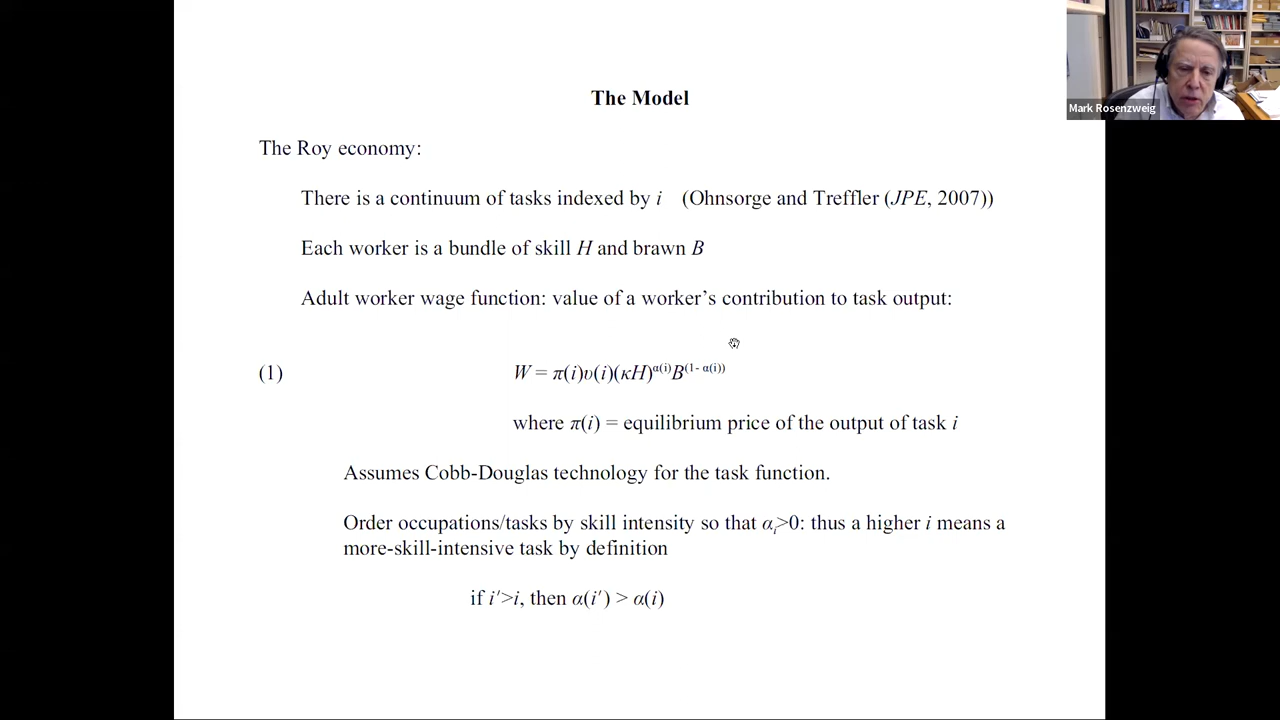 The Model
Mark Rosenzweig
The Roy economy:
There is a continuum of tasks indexed by i (Ohnsorge and Treffler (JPE, 2007))
Each worker is a bundle of skill H and brawn B
Adult worker wage function: value of a worker's contribution to task output:
(1) W = π(i)υ(i)(κH)^α(i) B^(1- α(i))
where π(i) = equilibrium price of the output of task i
Assumes Cobb-Douglas technology for the task function.
Order occupations/tasks by skill intensity so that αᵢ>0: thus a higher i means a
more-skill-intensive task by definition
if i′>i, then α(i′) > α(i)